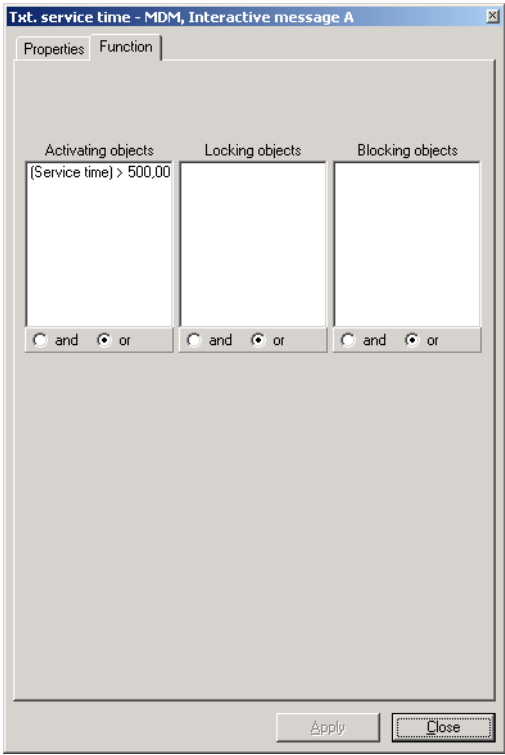 Txt. service time - MDM, Interactive message A
Properties Function
Activating objects Locking objects Blocking objects
(Service time) > 500,00
and or and or and or
Apply Close